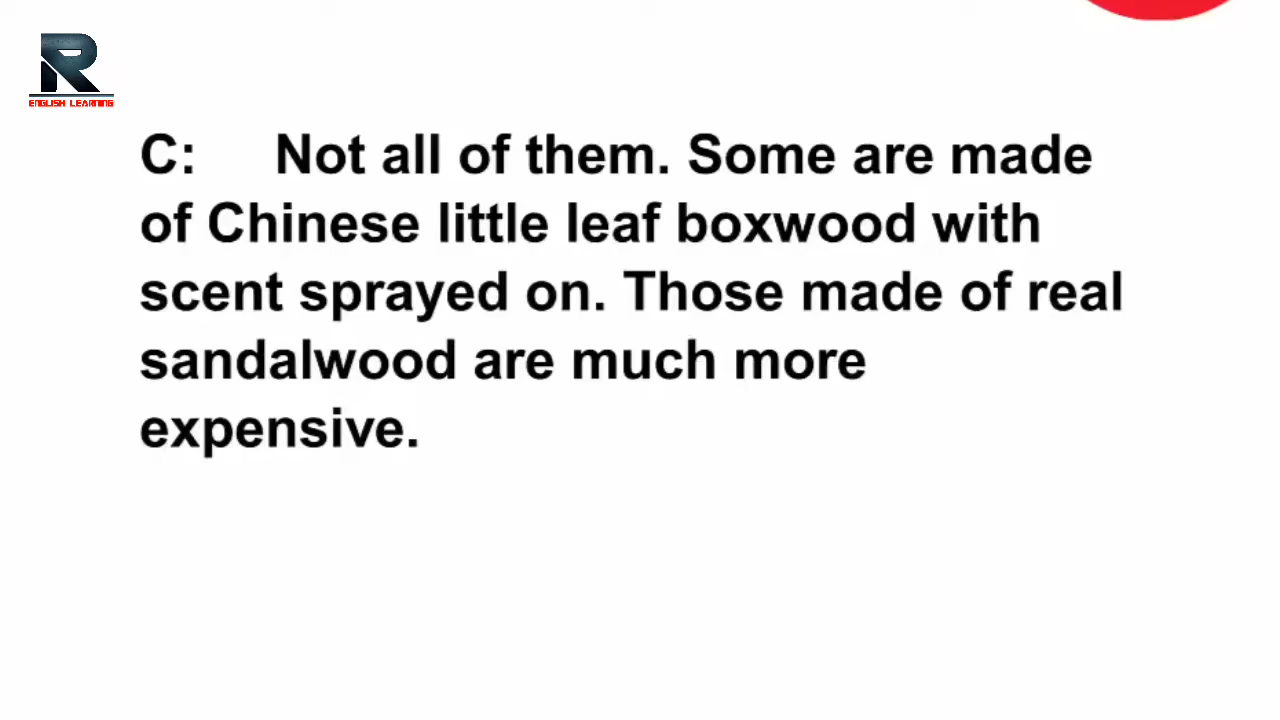 R
ENGLISH LEARNING
C: Not all of them. Some are made
of Chinese little leaf boxwood with
scent sprayed on. Those made of real
sandalwood are much more
expensive.